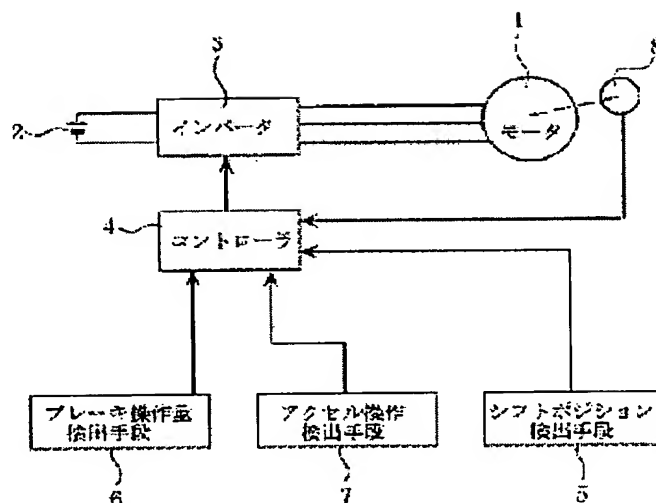 1
8
3
インバータ
モータ
2
4
コントローラ
ブレーキ操作量
検出手段
アクセル操作
検出手段
シフトポジション
検出手段
6
7
5